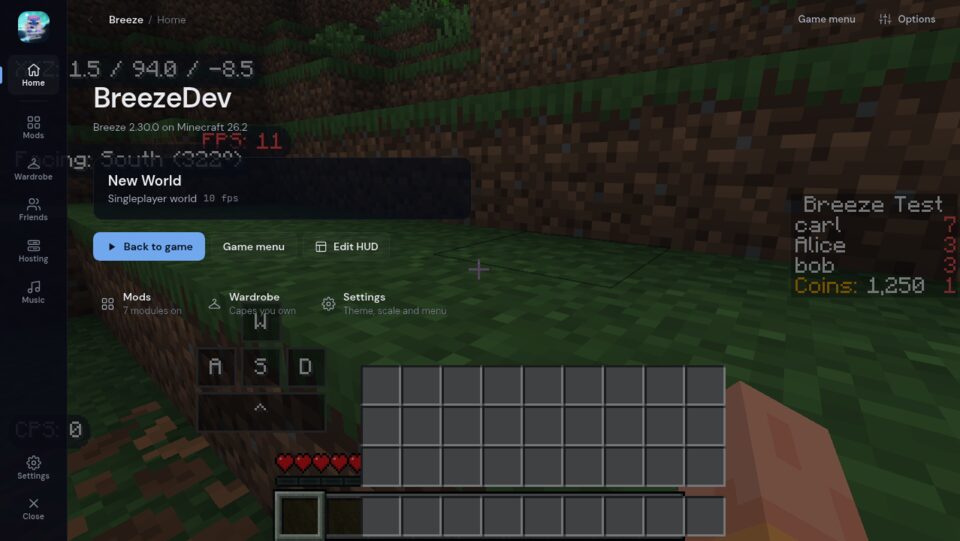 Breeze / Home
Game menu
Options
XYZ: 1.5 / 94.0 / -8.5
Home
BreezeDev
Breeze 2.30.0 on Minecraft 26.2
FPS: 11
Facing: South (322°)
Mods
Wardrobe
Friends
Hosting
Music
Settings
Close
New World
Singleplayer world 10 fps
Back to game
Game menu
Edit HUD
Mods
7 modules on
Wardrobe
Capes you own
Settings
Theme, scale and menu
W
A S D
^
CPS: 0
Breeze Test
carl 7
Alice 3
bob 3
Coins: 1,250 1